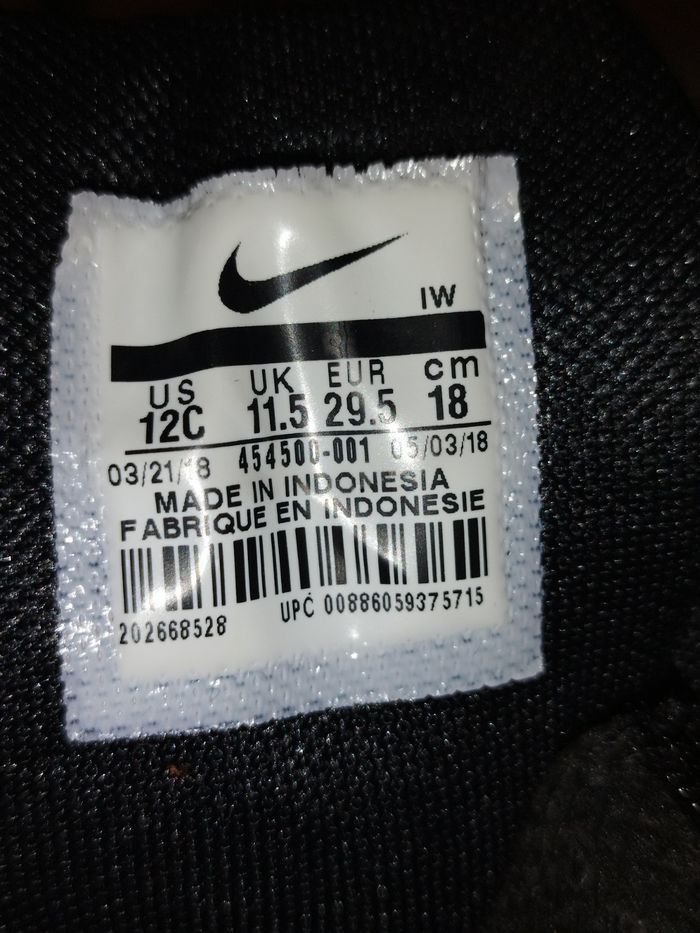 IW
US UK EUR cm
12C 11.5 29.5 18
03/21/18 454500-001 05/03/18
MADE IN INDONESIA
FABRIQUE EN INDONESIE
202668528 UPC 00886059375715